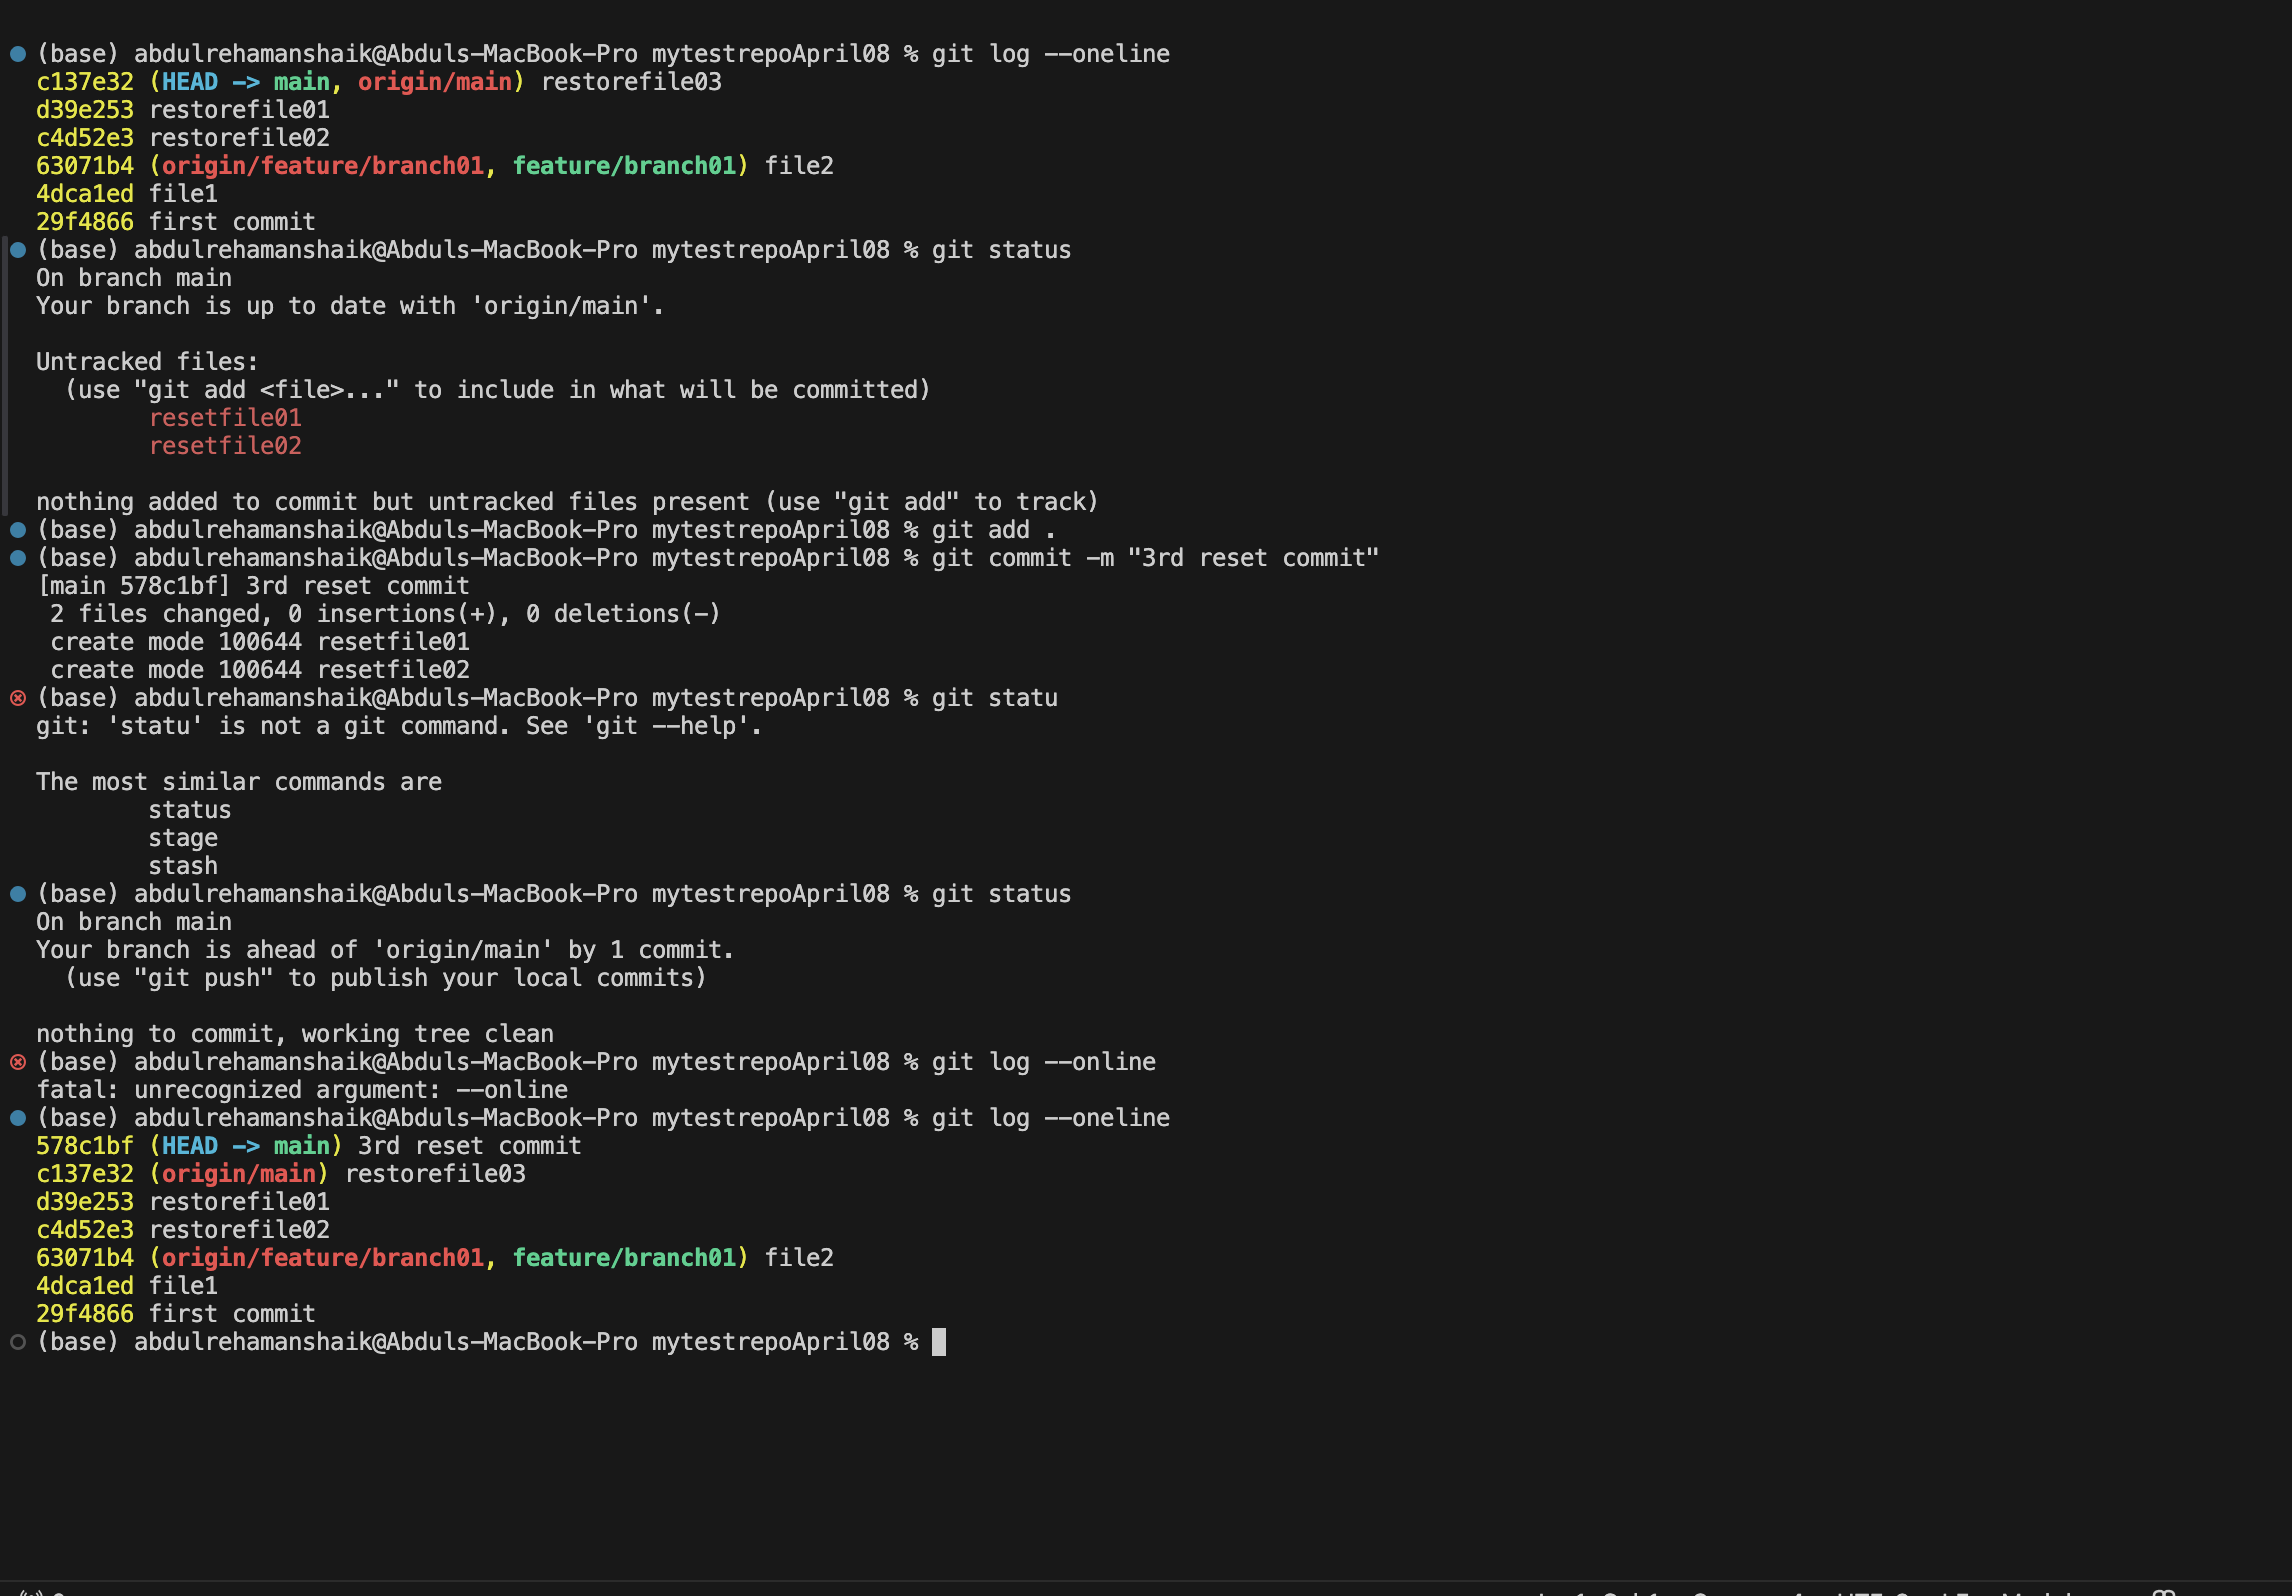 (base) abdulrehamanshaik@Abduls-MacBook-Pro mytestrepoApril08 % git log --oneline
c137e32 (HEAD -> main, origin/main) restorefile03
d39e253 restorefile01
c4d52e3 restorefile02
63071b4 (origin/feature/branch01, feature/branch01) file2
4dca1ed file1
29f4866 first commit
(base) abdulrehamanshaik@Abduls-MacBook-Pro mytestrepoApril08 % git status
On branch main
Your branch is up to date with 'origin/main'.
Untracked files:
(use "git add <file>..." to include in what will be committed)
resetfile01
resetfile02
nothing added to commit but untracked files present (use "git add" to track)
(base) abdulrehamanshaik@Abduls-MacBook-Pro mytestrepoApril08 % git add .
(base) abdulrehamanshaik@Abduls-MacBook-Pro mytestrepoApril08 % git commit -m "3rd reset commit"
[main 578c1bf] 3rd reset commit
2 files changed, 0 insertions(+), 0 deletions(-)
create mode 100644 resetfile01
create mode 100644 resetfile02
(base) abdulrehamanshaik@Abduls-MacBook-Pro mytestrepoApril08 % git statu
git: 'statu' is not a git command. See 'git --help'.
The most similar commands are
status
stage
stash
(base) abdulrehamanshaik@Abduls-MacBook-Pro mytestrepoApril08 % git status
On branch main
Your branch is ahead of 'origin/main' by 1 commit.
(use "git push" to publish your local commits)
nothing to commit, working tree clean
(base) abdulrehamanshaik@Abduls-MacBook-Pro mytestrepoApril08 % git log --online
fatal: unrecognized argument: --online
(base) abdulrehamanshaik@Abduls-MacBook-Pro mytestrepoApril08 % git log --oneline
578c1bf (HEAD -> main) 3rd reset commit
c137e32 (origin/main) restorefile03
d39e253 restorefile01
c4d52e3 restorefile02
63071b4 (origin/feature/branch01, feature/branch01) file2
4dca1ed file1
29f4866 first commit
(base) abdulrehamanshaik@Abduls-MacBook-Pro mytestrepoApril08 %